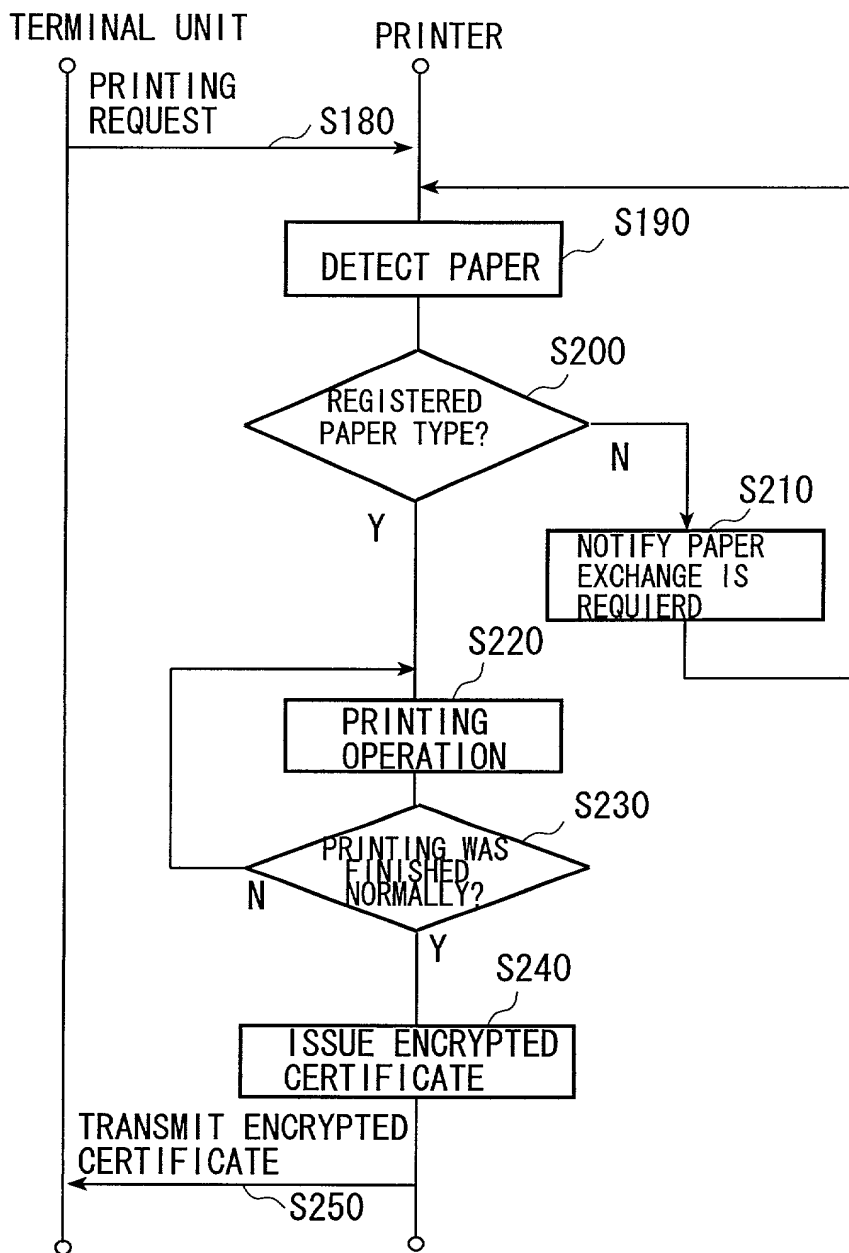 TERMINAL UNIT
PRINTER
PRINTING
REQUEST
S180
S190
DETECT PAPER
S200
REGISTERED
PAPER TYPE?
N
S210
Y
NOTIFY PAPER
EXCHANGE IS
REQUIERD
S220
PRINTING
OPERATION
S230
PRINTING WAS
FINISHED
NORMALLY?
N
Y
S240
ISSUE ENCRYPTED
CERTIFICATE
TRANSMIT ENCRYPTED
CERTIFICATE
S250